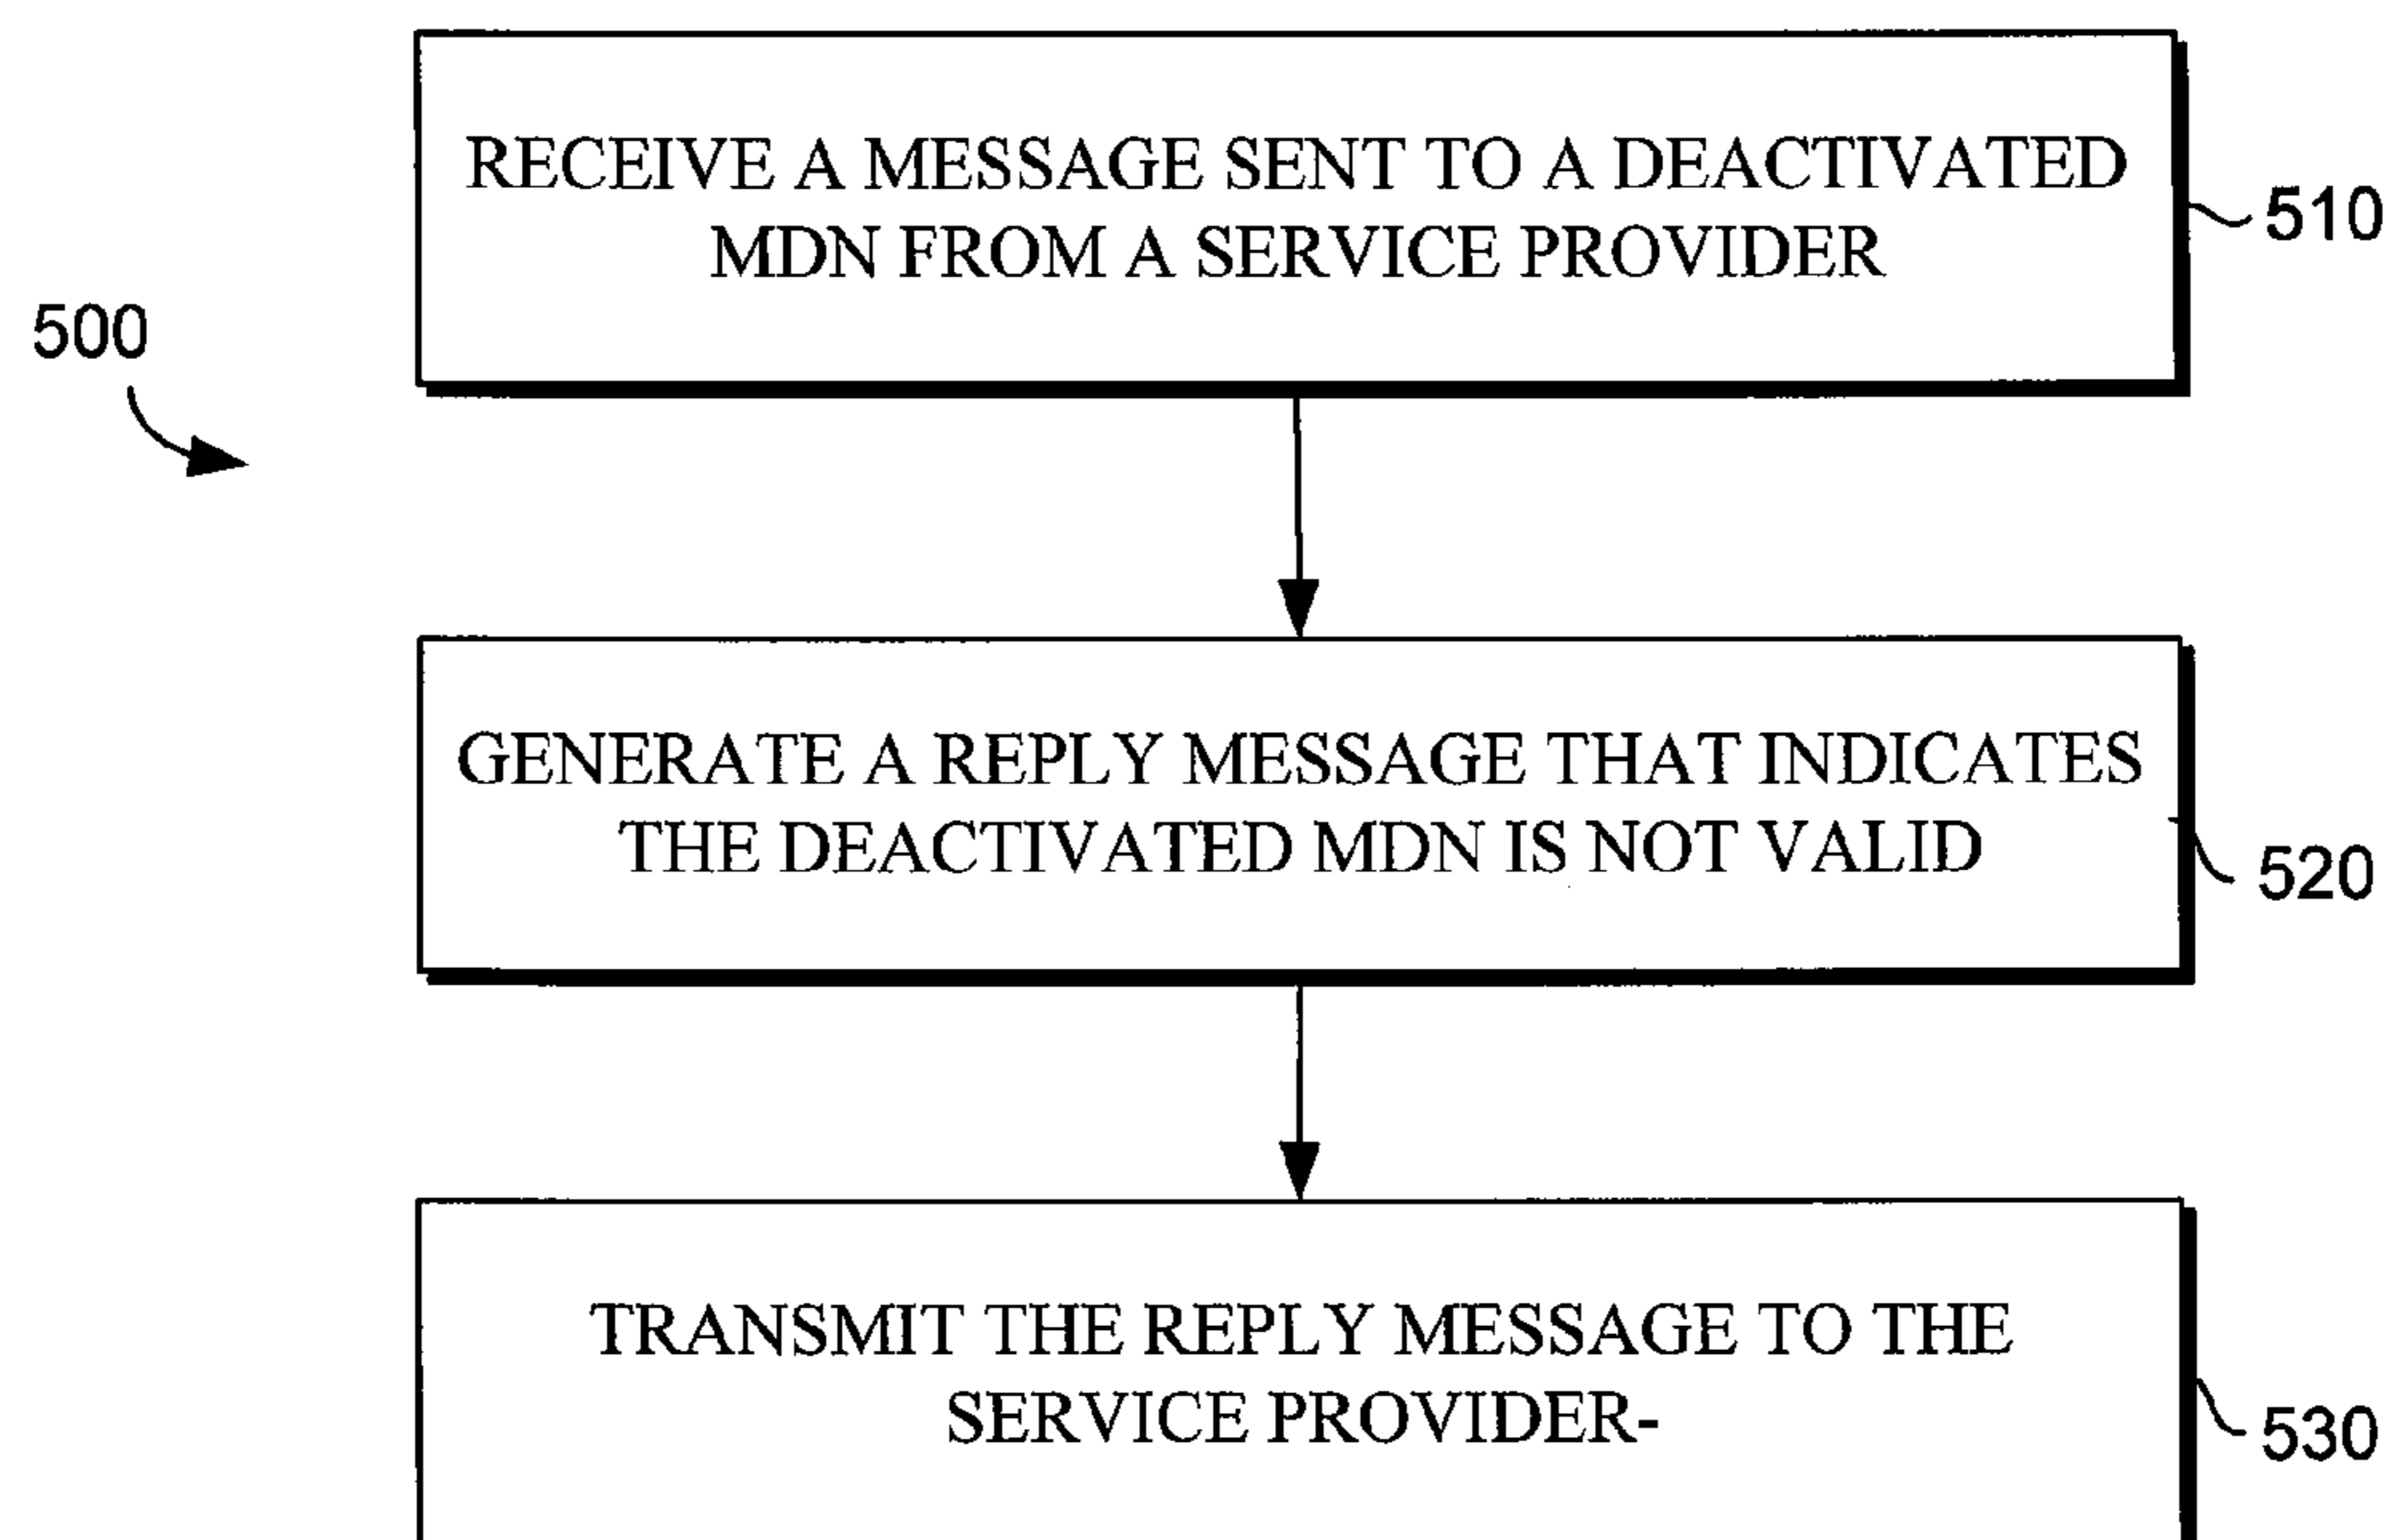 RECEIVE A MESSAGE SENT TO A DEACTIVATED
MDN FROM A SERVICE PROVIDER
510
500
GENERATE A REPLY MESSAGE THAT INDICATES
THE DEACTIVATED MDN IS NOT VALID
520
TRANSMIT THE REPLY MESSAGE TO THE
SERVICE PROVIDER-
530